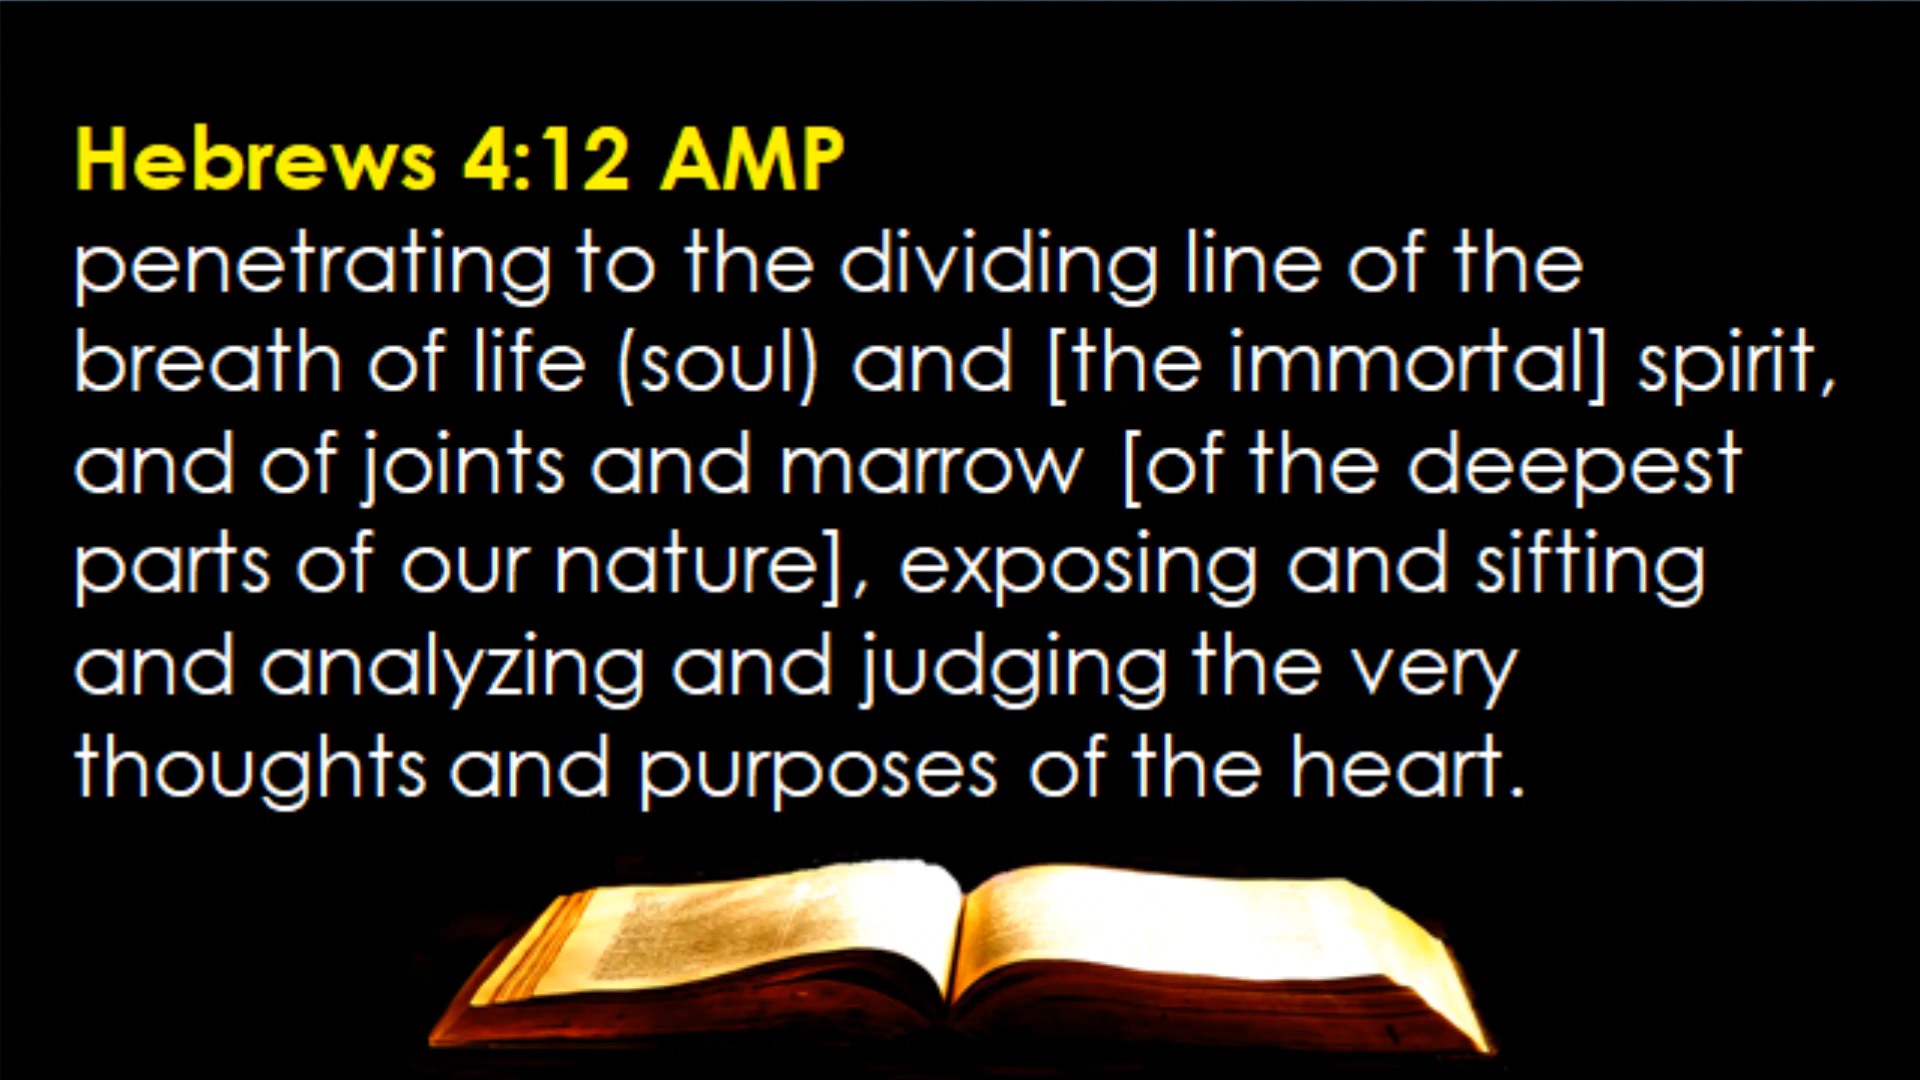 Hebrews 4:12 AMP
penetrating to the dividing line of the
breath of life (soul) and [the immortal] spirit,
and of joints and marrow [of the deepest
parts of our nature], exposing and sifting
and analyzing and judging the very
thoughts and purposes of the heart.